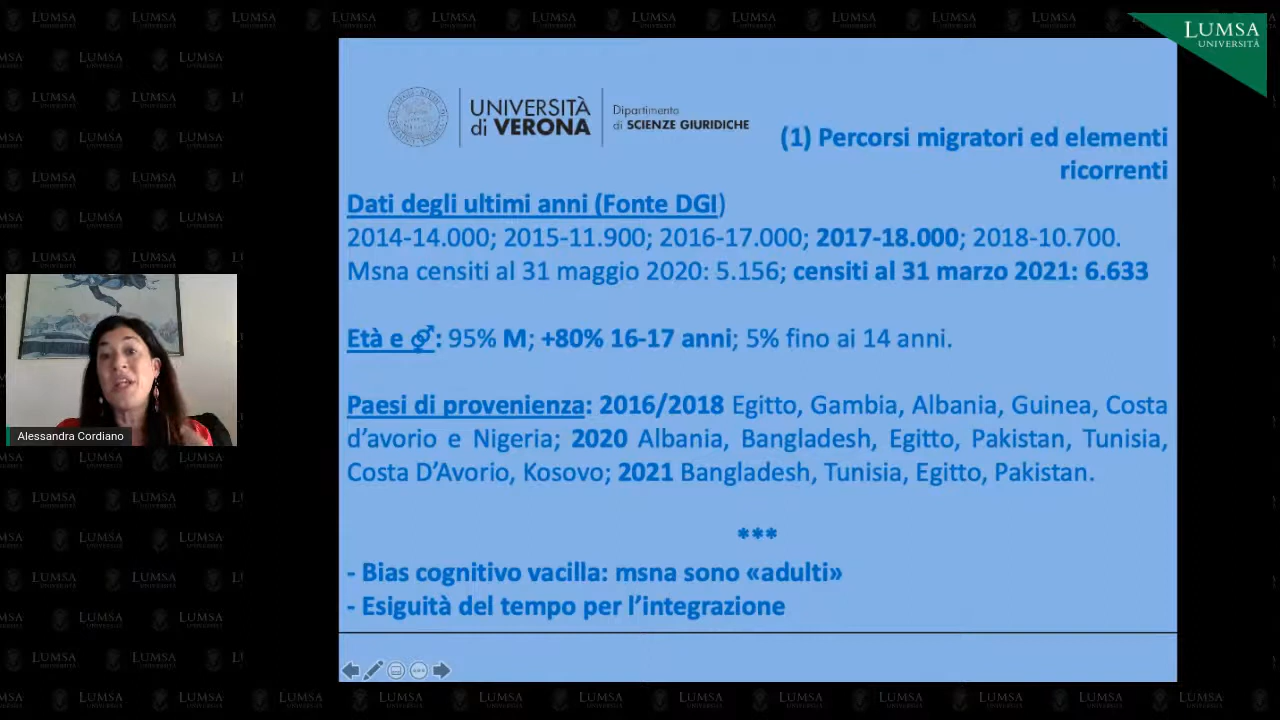 LUMSA
UNIVERSITÀ
UNIVERSITÀ
di VERONA
Dipartimento
di SCIENZE GIURIDICHE
(1) Percorsi migratori ed elementi
ricorrenti
Dati degli ultimi anni (Fonte DGI)
2014-14.000; 2015-11.900; 2016-17.000; 2017-18.000; 2018-10.700.
Msna censiti al 31 maggio 2020: 5.156; censiti al 31 marzo 2021: 6.633
Età e ⚥: 95% M; +80% 16-17 anni; 5% fino ai 14 anni.
Paesi di provenienza: 2016/2018 Egitto, Gambia, Albania, Guinea, Costa
d’avorio e Nigeria; 2020 Albania, Bangladesh, Egitto, Pakistan, Tunisia,
Costa D’Avorio, Kosovo; 2021 Bangladesh, Tunisia, Egitto, Pakistan.
***
- Bias cognitivo vacilla: msna sono «adulti»
- Esiguità del tempo per l’integrazione
Alessandra Cordiano